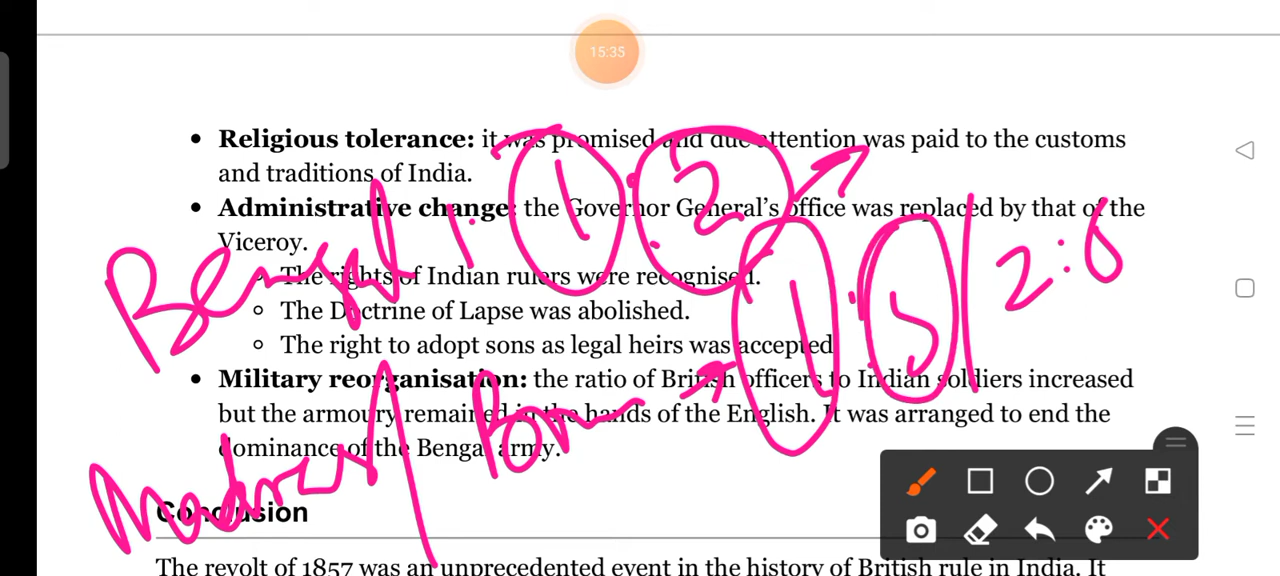 15:35
• Religious tolerance: it was promised and due attention was paid to the customs
and traditions of India.
• Administrative change: the Governor General's office was replaced by that of the
Viceroy.
○ The rights of Indian rulers were recognised.
○ The Doctrine of Lapse was abolished.
○ The right to adopt sons as legal heirs was accepted.
• Military reorganisation: the ratio of British officers to Indian soldiers increased
but the armoury remained in the hands of the English. It was arranged to end the
dominance of the Bengal army.
Conclusion
The revolt of 1857 was an unprecedented event in the history of British rule in India. It
Bengal : 1 : 2
Madras / Bom → 1 : 3 / 2:6